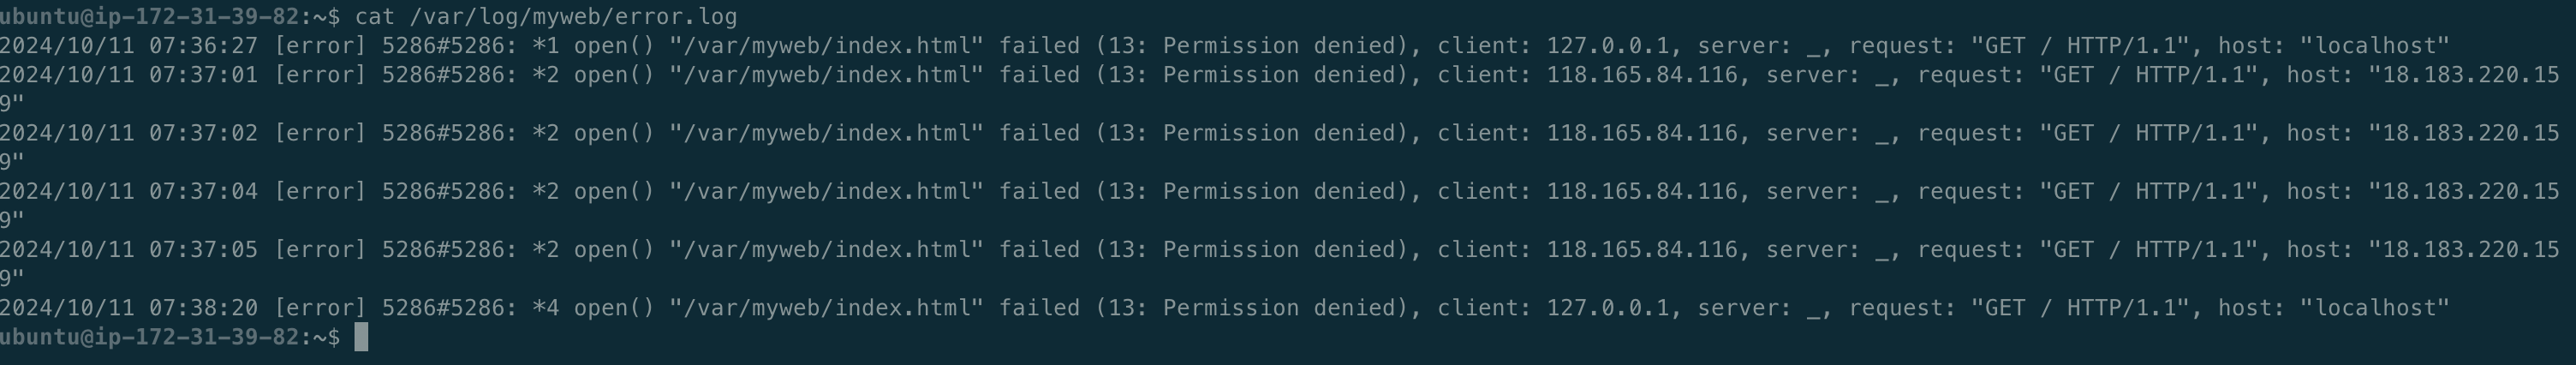 ubuntu@ip-172-31-39-82:~$ cat /var/log/myweb/error.log
2024/10/11 07:36:27 [error] 5286#5286: *1 open() "/var/myweb/index.html" failed (13: Permission denied), client: 127.0.0.1, server: _, request: "GET / HTTP/1.1", host: "localhost"
2024/10/11 07:37:01 [error] 5286#5286: *2 open() "/var/myweb/index.html" failed (13: Permission denied), client: 118.165.84.116, server: _, request: "GET / HTTP/1.1", host: "18.183.220.15
9"
2024/10/11 07:37:02 [error] 5286#5286: *2 open() "/var/myweb/index.html" failed (13: Permission denied), client: 118.165.84.116, server: _, request: "GET / HTTP/1.1", host: "18.183.220.15
9"
2024/10/11 07:37:04 [error] 5286#5286: *2 open() "/var/myweb/index.html" failed (13: Permission denied), client: 118.165.84.116, server: _, request: "GET / HTTP/1.1", host: "18.183.220.15
9"
2024/10/11 07:37:05 [error] 5286#5286: *2 open() "/var/myweb/index.html" failed (13: Permission denied), client: 118.165.84.116, server: _, request: "GET / HTTP/1.1", host: "18.183.220.15
9"
2024/10/11 07:38:20 [error] 5286#5286: *4 open() "/var/myweb/index.html" failed (13: Permission denied), client: 127.0.0.1, server: _, request: "GET / HTTP/1.1", host: "localhost"
ubuntu@ip-172-31-39-82:~$